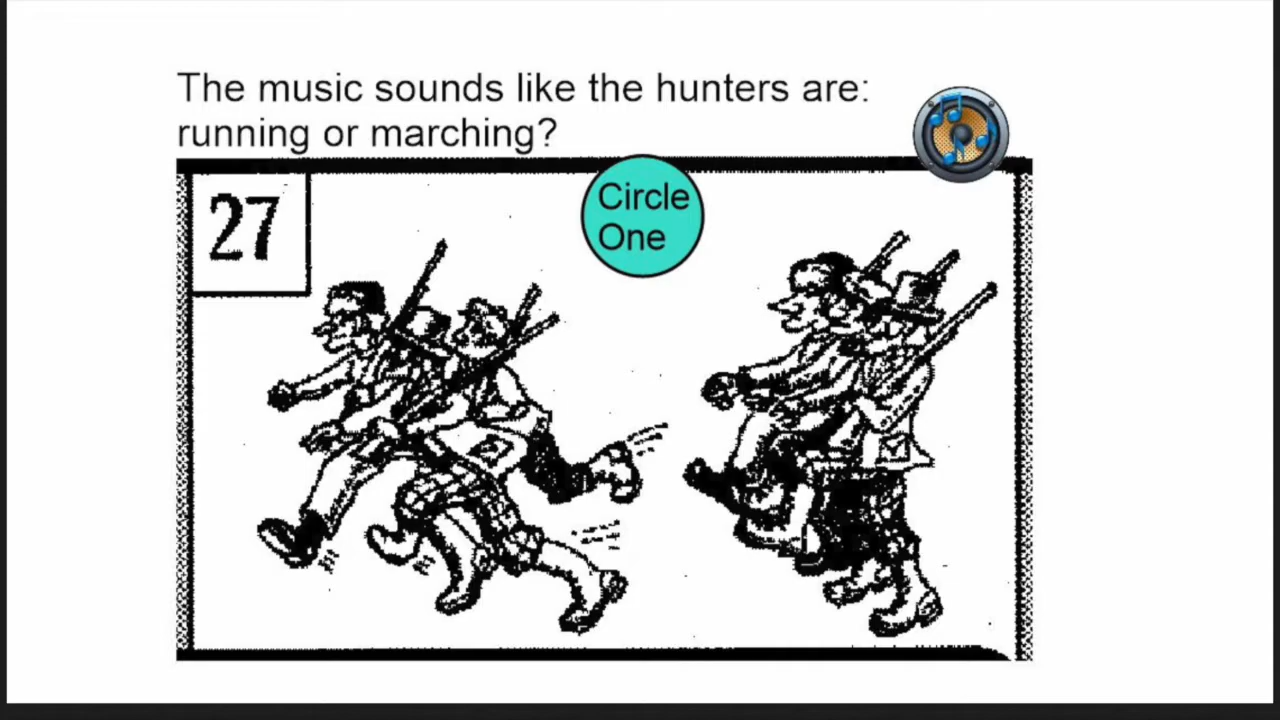 The music sounds like the hunters are:
running or marching?
27
Circle
One